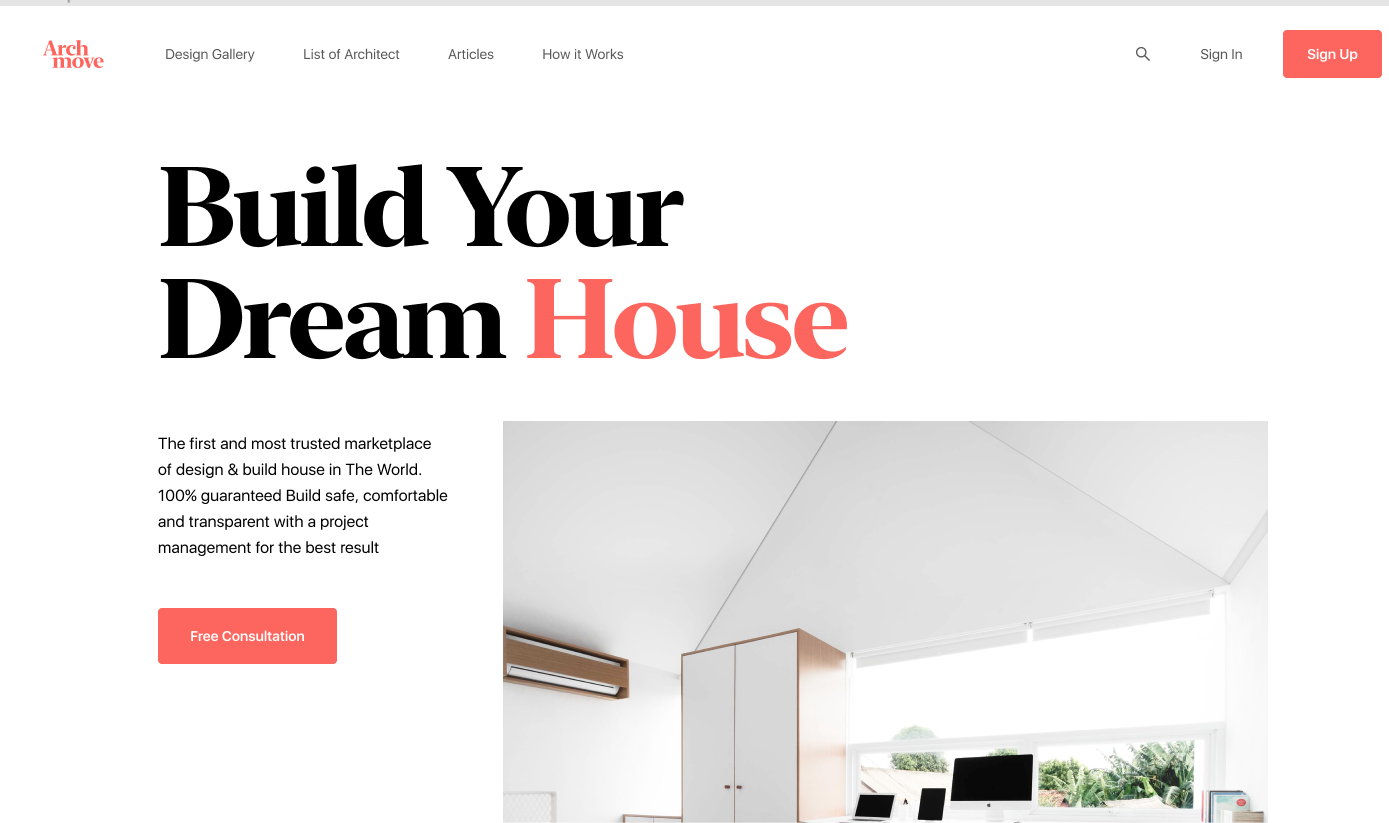 Arch
move
Design Gallery
List of Architect
Articles
How it Works
Sign In
Sign Up
Build Your
Dream House
The first and most trusted marketplace
of design & build house in The World.
100% guaranteed Build safe, comfortable
and transparent with a project
management for the best result
Free Consultation